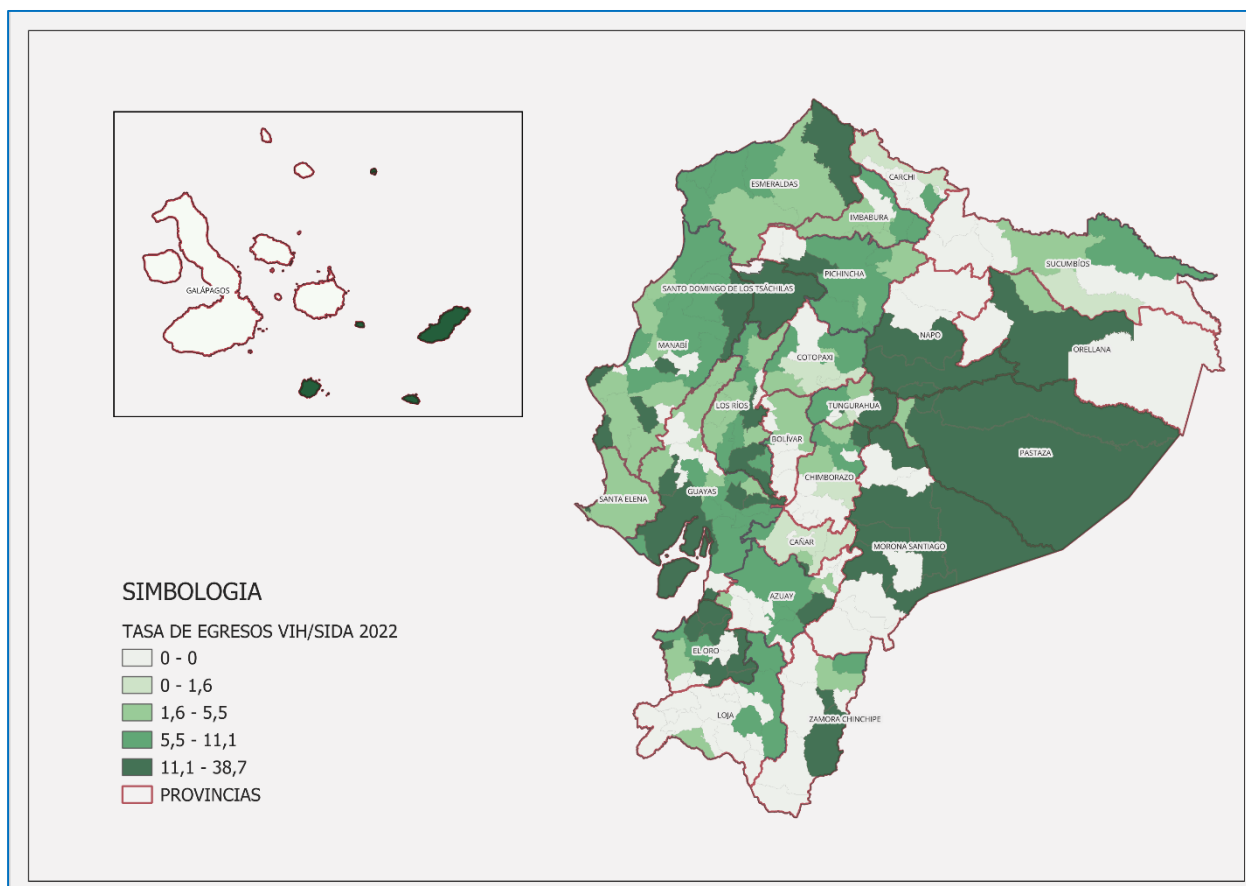 GALÁPAGOS
ESMERALDAS
CARCHI
IMBABURA
SUCUMBÍOS
PICHINCHA
SANTO DOMINGO DE LOS TSÁCHILAS
NAPO
ORELLANA
MANABÍ
COTOPAXI
LOS RÍOS
TUNGURAHUA
BOLÍVAR
PASTAZA
CHIMBORAZO
SANTA ELENA
GUAYAS
CAÑAR
MORONA SANTIAGO
AZUAY
EL ORO
LOJA
ZAMORA CHINCHIPE
SIMBOLOGIA
TASA DE EGRESOS VIH/SIDA 2022
0 - 0
0 - 1,6
1,6 - 5,5
5,5 - 11,1
11,1 - 38,7
PROVINCIAS